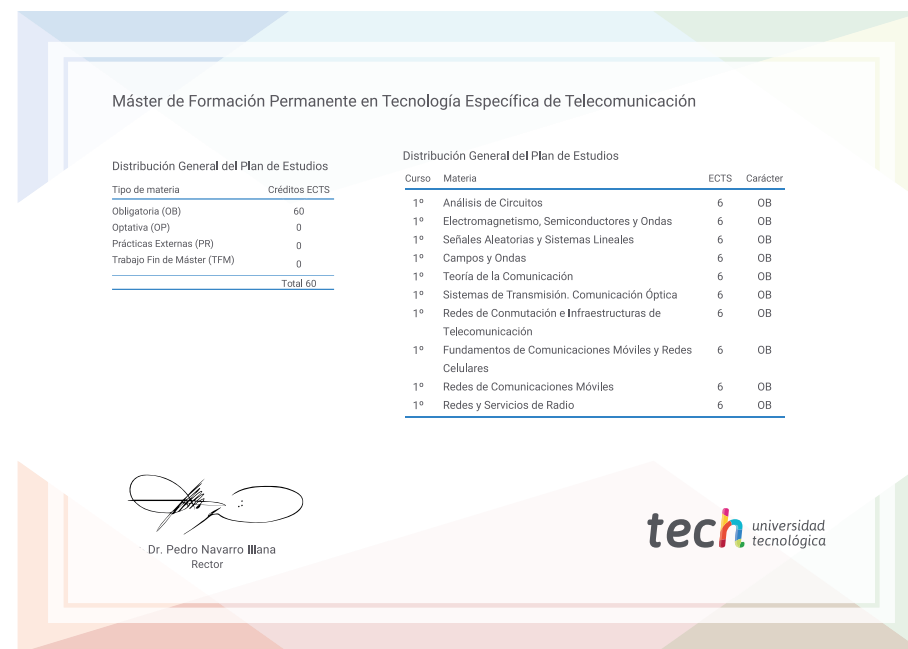 Máster de Formación Permanente en Tecnología Específica de Telecomunicación
Distribución General del Plan de Estudios
Tipo de materia Créditos ECTS
Obligatoria (OB) 60
Optativa (OP) 0
Prácticas Externas (PR) 0
Trabajo Fin de Máster (TFM) 0
Total 60
Distribución General del Plan de Estudios
Curso Materia ECTS Carácter
1º Análisis de Circuitos 6 OB
1º Electromagnetismo, Semiconductores y Ondas 6 OB
1º Señales Aleatorias y Sistemas Lineales 6 OB
1º Campos y Ondas 6 OB
1º Teoría de la Comunicación 6 OB
1º Sistemas de Transmisión. Comunicación Óptica 6 OB
1º Redes de Conmutación e Infraestructuras de 6 OB
Telecomunicación
1º Fundamentos de Comunicaciones Móviles y Redes 6 OB
Celulares
1º Redes de Comunicaciones Móviles 6 OB
1º Redes y Servicios de Radio 6 OB
Dr. Pedro Navarro Illana
Rector
tech universidad
tecnológica